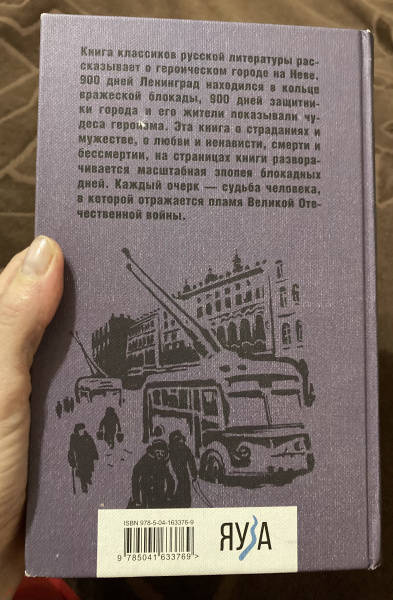 Книга классиков русской литературы рас-
сказывает о героическом городе на Неве.
900 дней Ленинград находился в кольце
вражеской блокады, 900 дней защитни-
ки города и его жители показывали чу-
деса героизма. Эта книга о страданиях и
мужестве, о любви и ненависти, смерти и
бессмертии, на страницах книги развора-
чивается масштабная эпопея блокадных
дней. Каждый очерк — судьба человека,
в которой отражается пламя Великой Оте-
чественной войны.
ISBN 978-5-04-163376-9
9 785041 633769 >
ЯУЗА